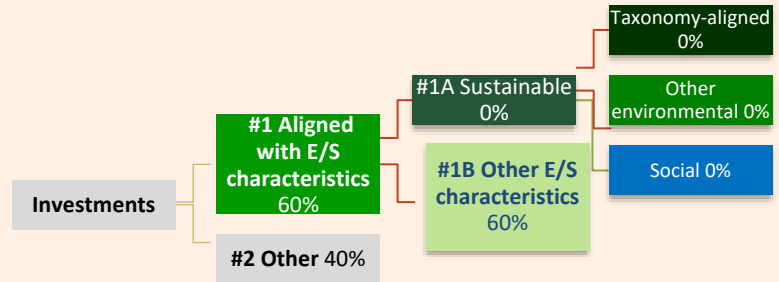 Taxonomy-aligned
0%
#1A Sustainable
0%
Other
environmental 0%
#1 Aligned
with E/S
characteristics
60%
#1B Other E/S
characteristics
60%
Social 0%
Investments
#2 Other 40%